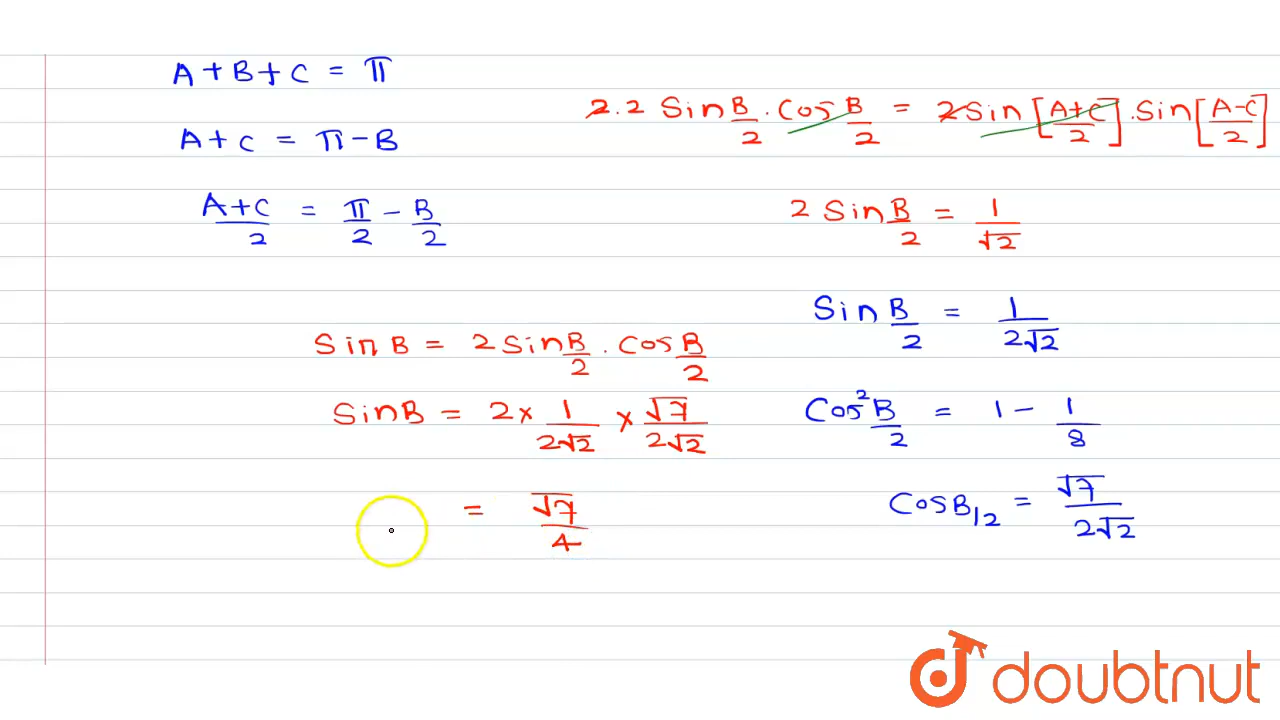 A + B + C = π
2.2 Sin B/2 . Cos B/2 = 2 Sin [A+C/2] . Sin [A-C/2]
A + C = π - B
A+C/2 = π/2 - B/2
2 Sin B/2 = 1/√2
Sin B/2 = 1/2√2
Sin B = 2 Sin B/2 . Cos B/2
Sin B = 2 × 1/2√2 × √7/2√2
Cos² B/2 = 1 - 1/8
= √7/4
Cos B/2 = √7/2√2
doubtnut